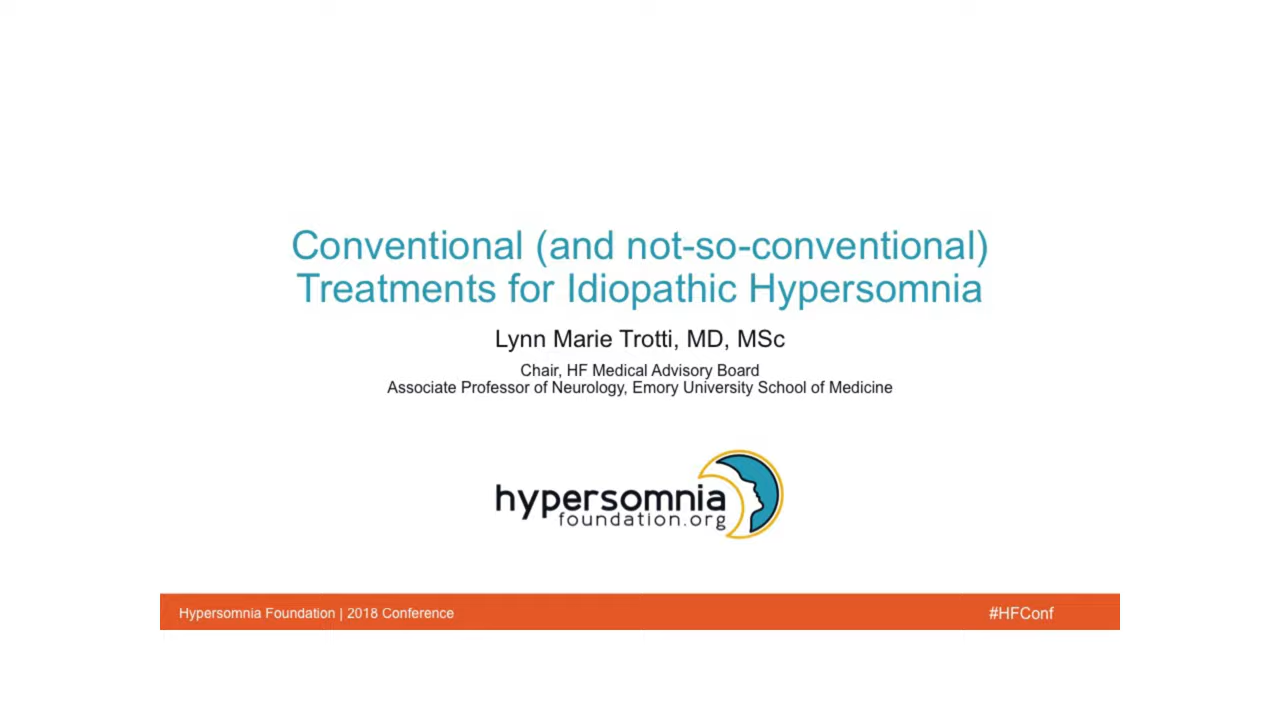 Conventional (and not-so-conventional)
Treatments for Idiopathic Hypersomnia
Lynn Marie Trotti, MD, MSc
Chair, HF Medical Advisory Board
Associate Professor of Neurology, Emory University School of Medicine
hypersomnia
foundation.org
Hypersomnia Foundation | 2018 Conference
#HFConf